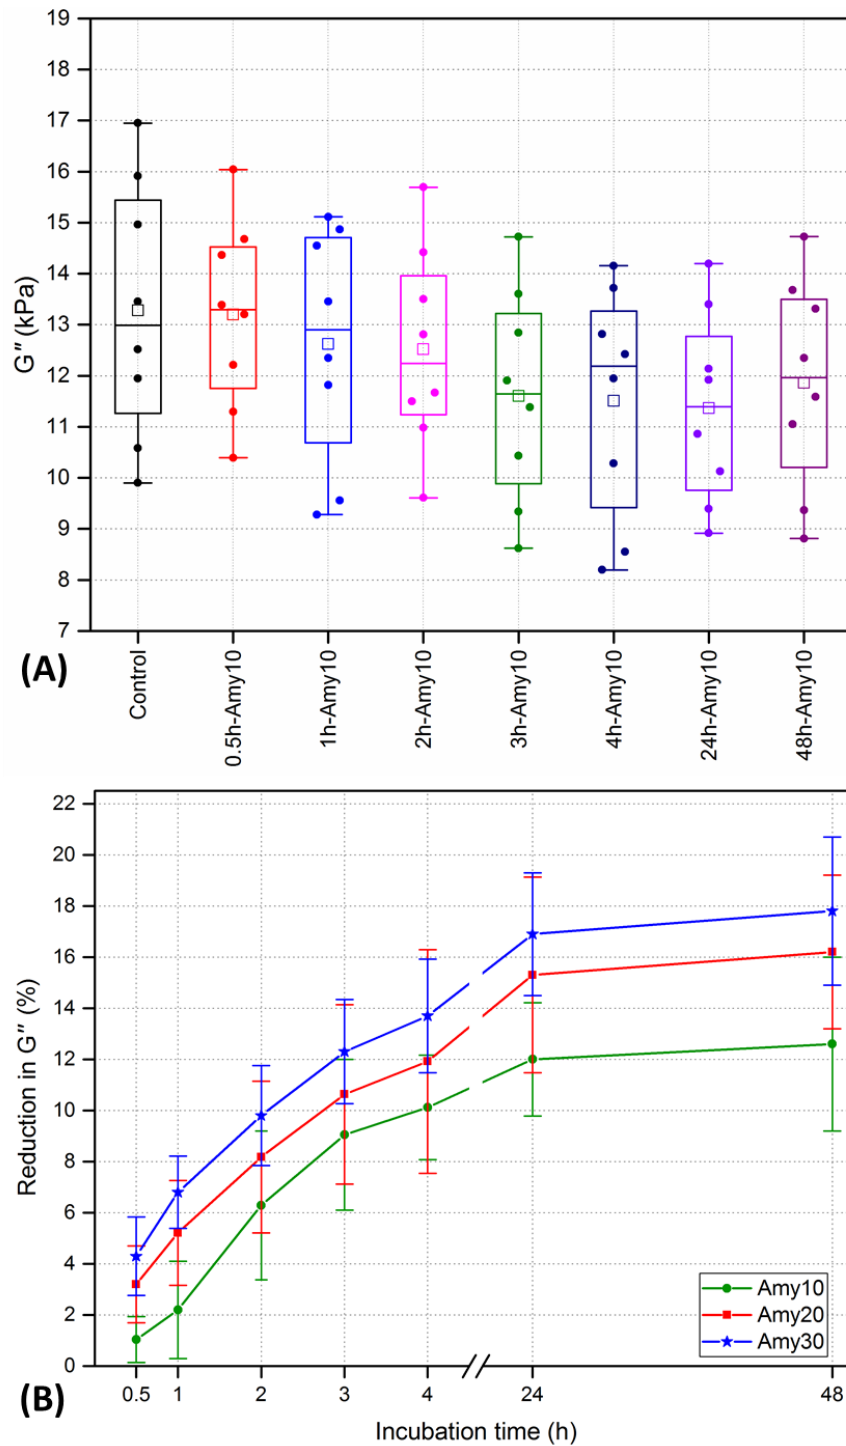 19
18
17
16
15
14
13
12
11
10
9
8
7
G″ (kPa)
Control
0.5h-Amy10
1h-Amy10
2h-Amy10
3h-Amy10
4h-Amy10
24h-Amy10
48h-Amy10
(A)
22
20
18
16
14
12
10
8
6
4
2
0
Reduction in G″ (%)
Amy10
Amy20
Amy30
0.5 1 2 3 4 24 48
(B)
Incubation time (h)